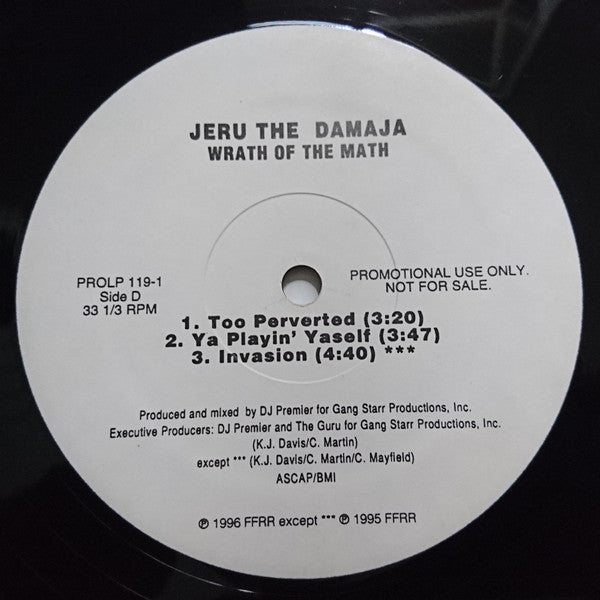 JERU THE DAMAJA
WRATH OF THE MATH
PROLP 119-1
Side D
33 1/3 RPM
PROMOTIONAL USE ONLY.
NOT FOR SALE.
1. Too Perverted (3:20)
2. Ya Playin' Yaself (3:47)
3. Invasion (4:40) ***
Produced and mixed by DJ Premier for Gang Starr Productions, Inc.
Executive Producers: DJ Premier and The Guru for Gang Starr Productions, Inc.
(K.J. Davis/C. Martin)
except *** (K.J. Davis/C. Martin/C. Mayfield)
ASCAP/BMI
℗ 1996 FFRR except *** ℗ 1995 FFRR